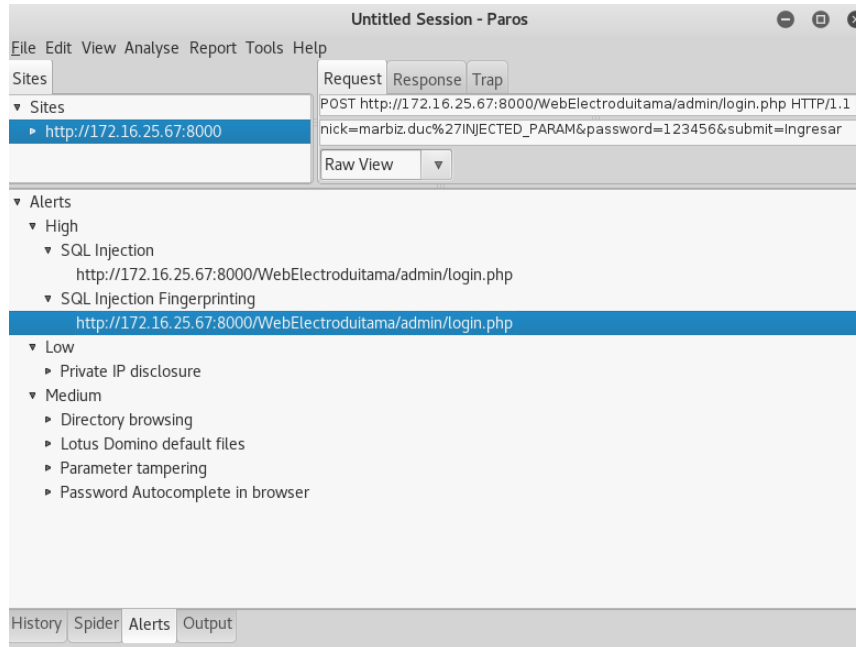 Untitled Session - Paros
File Edit View Analyse Report Tools Help
Sites
Request Response Trap
Sites
http://172.16.25.67:8000
POST http://172.16.25.67:8000/WebElectroduitama/admin/login.php HTTP/1.1
nick=marbiz.duc%27INJECTED_PARAM&password=123456&submit=Ingresar
Raw View
Alerts
High
SQL Injection
http://172.16.25.67:8000/WebElectroduitama/admin/login.php
SQL Injection Fingerprinting
http://172.16.25.67:8000/WebElectroduitama/admin/login.php
Low
Private IP disclosure
Medium
Directory browsing
Lotus Domino default files
Parameter tampering
Password Autocomplete in browser
History Spider Alerts Output